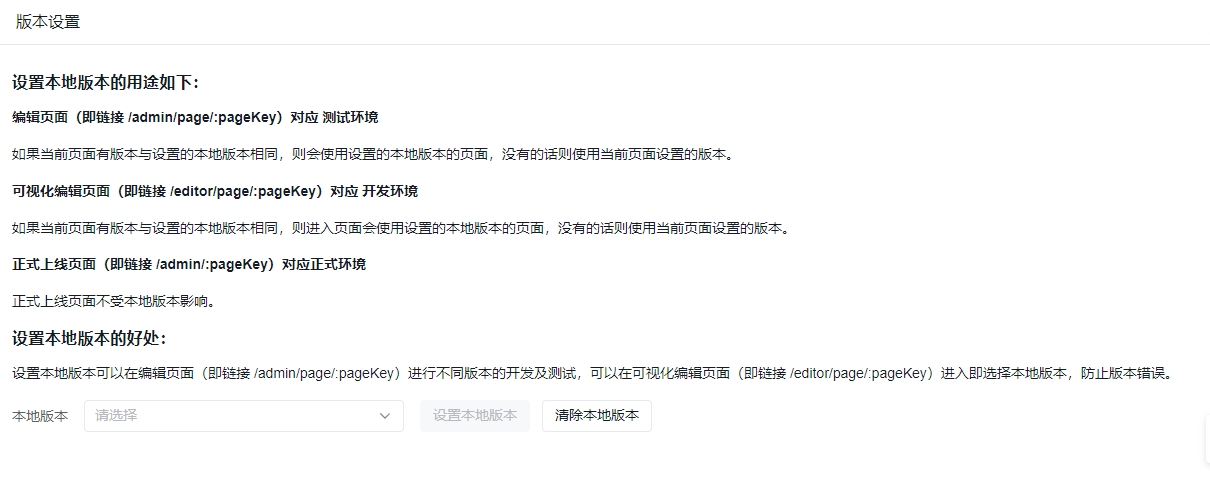 版本设置
设置本地版本的用途如下：
编辑页面（即链接 /admin/page/:pageKey）对应 测试环境
如果当前页面有版本与设置的本地版本相同，则会使用设置的本地版本的页面，没有的话则使用当前页面设置的版本。
可视化编辑页面（即链接 /editor/page/:pageKey）对应 开发环境
如果当前页面有版本与设置的本地版本相同，则进入页面会使用设置的本地版本的页面，没有的话则使用当前页面设置的版本。
正式上线页面（即链接 /admin/:pageKey）对应正式环境
正式上线页面不受本地版本影响。
设置本地版本的好处：
设置本地版本可以在编辑页面（即链接 /admin/page/:pageKey）进行不同版本的开发及测试，可以在可视化编辑页面（即链接 /editor/page/:pageKey）进入即选择本地版本，防止版本错误。
本地版本 请选择 设置本地版本 清除本地版本